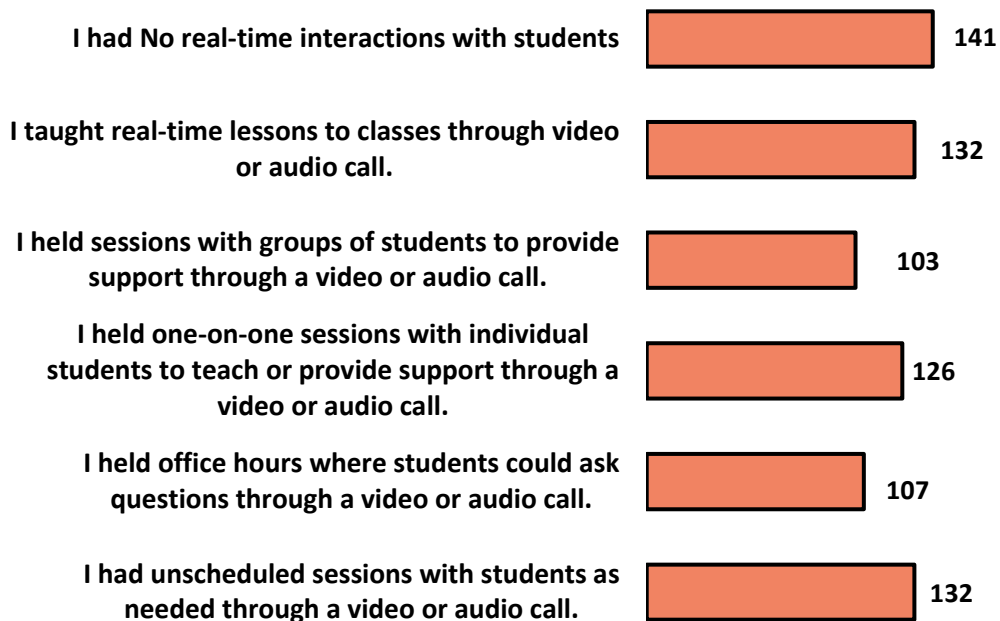 I had No real-time interactions with students
141
I taught real-time lessons to classes through video
or audio call.
132
I held sessions with groups of students to provide
support through a video or audio call.
103
I held one-on-one sessions with individual
students to teach or provide support through a
video or audio call.
126
I held office hours where students could ask
questions through a video or audio call.
107
I had unscheduled sessions with students as
needed through a video or audio call.
132